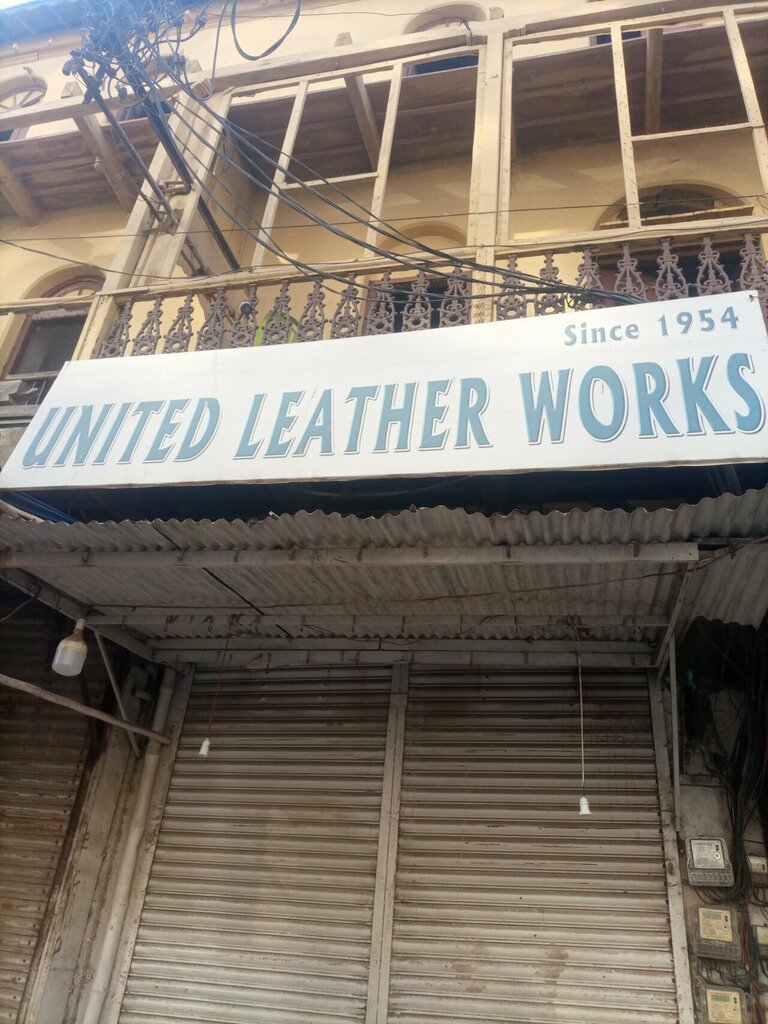 Since 1954
UNITED LEATHER WORKS